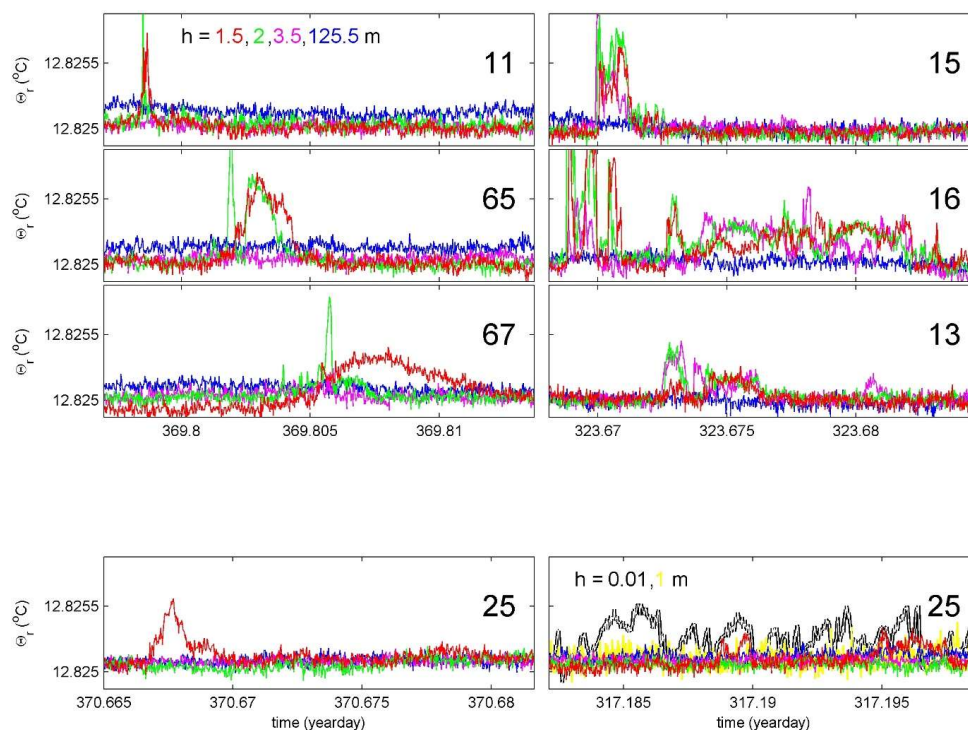 h = 1.5, 2, 3.5, 125.5 m
Θr (°C)
12.8255
12.825
11
15
Θr (°C)
12.8255
12.825
65
16
Θr (°C)
12.8255
12.825
67
13
369.8 369.805 369.81
323.67 323.675 323.68
Θr (°C)
12.8255
12.825
25
h = 0.01, 1 m
25
370.665 370.67 370.675 370.68
317.185 317.19 317.195
time (yearday)
time (yearday)